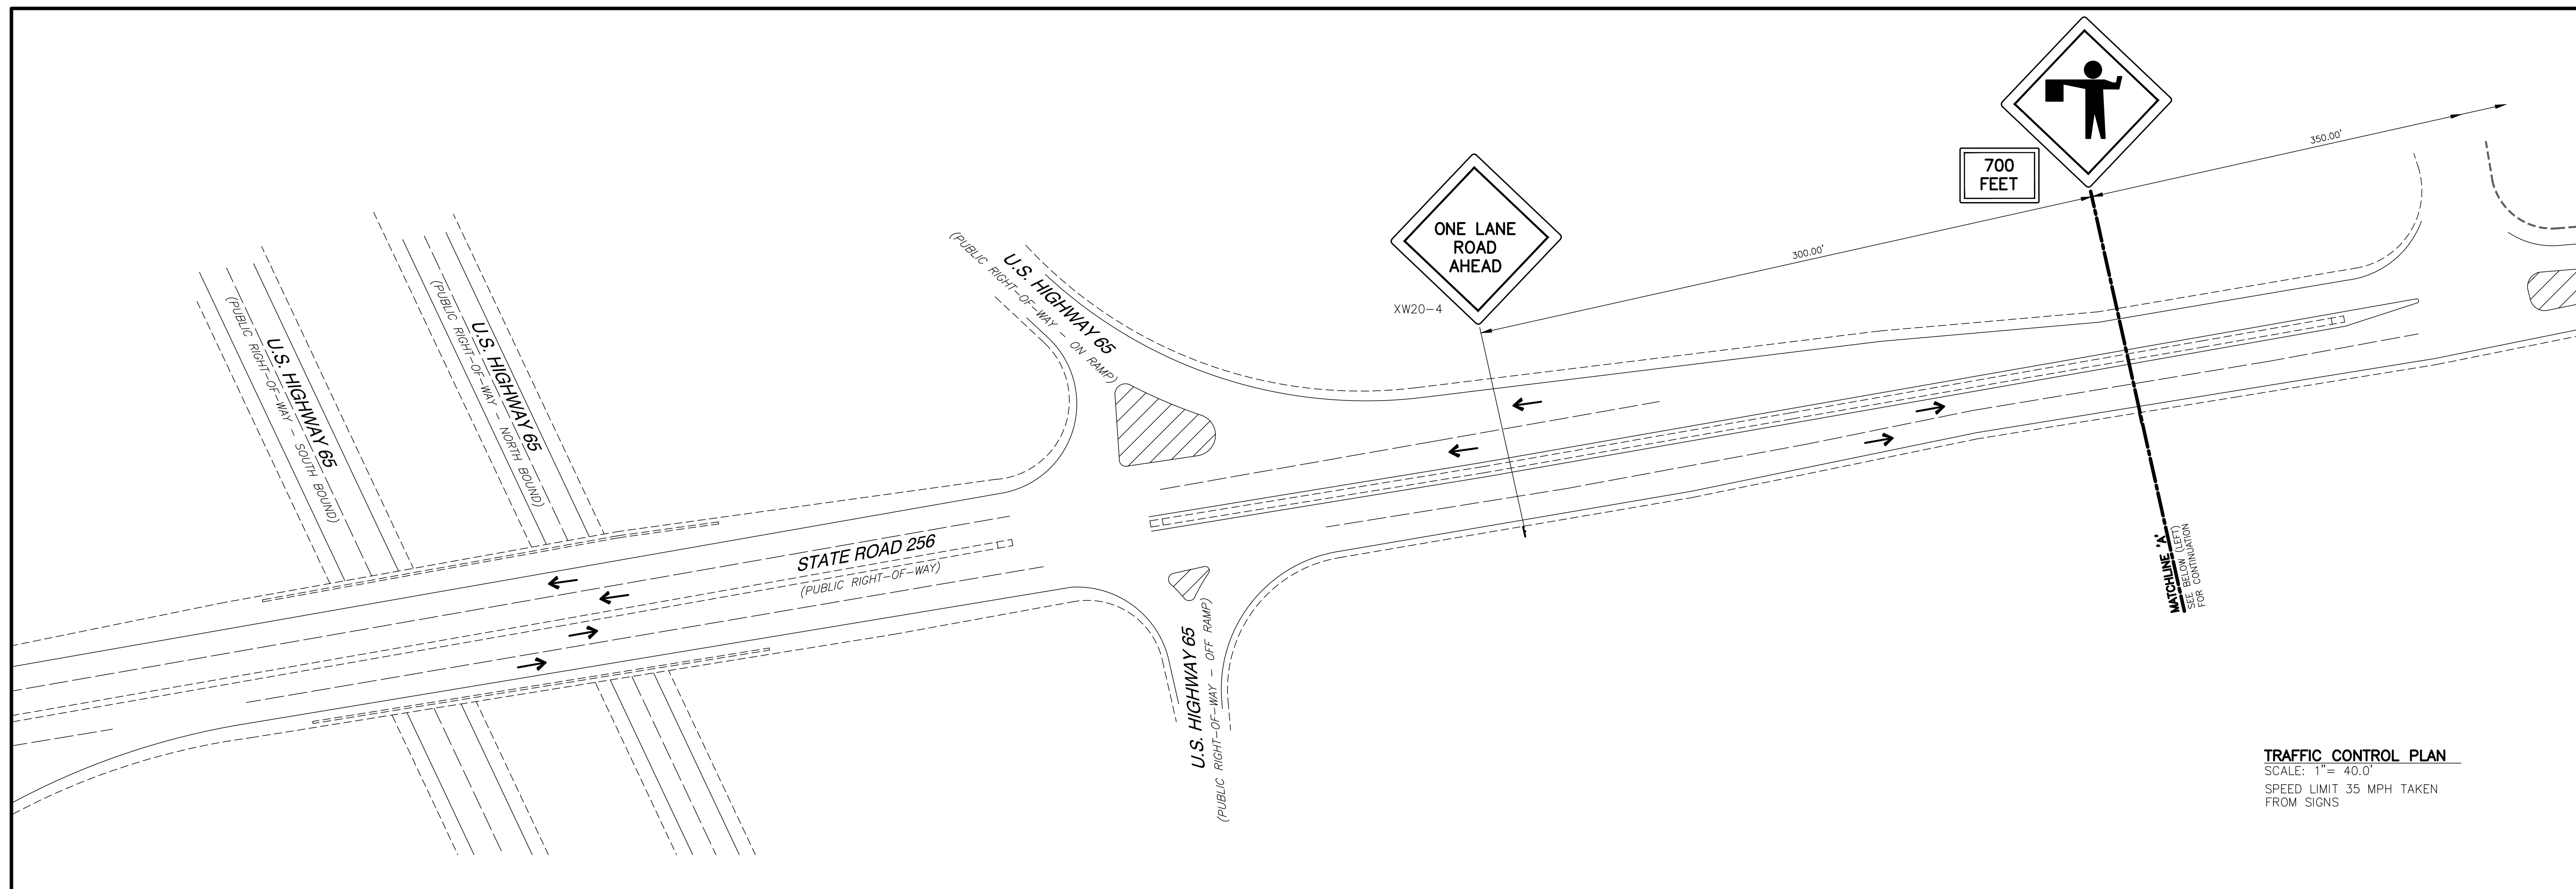 700
FEET
350.00'
300.00'
ONE LANE
ROAD
AHEAD
XW20-4
U.S. HIGHWAY 65
(PUBLIC RIGHT-OF-WAY - ON RAMP)
U.S. HIGHWAY 65
(PUBLIC RIGHT-OF-WAY - SOUTH BOUND)
U.S. HIGHWAY 65
(PUBLIC RIGHT-OF-WAY - NORTH BOUND)
STATE ROAD 256
(PUBLIC RIGHT-OF-WAY)
U.S. HIGHWAY 65
(PUBLIC RIGHT-OF-WAY - OFF RAMP)
MATCHLINE 'A'
SEE BELOW (LEFT)
FOR CONTINUATION
TRAFFIC CONTROL PLAN
SCALE: 1"= 40.0'
SPEED LIMIT 35 MPH TAKEN
FROM SIGNS